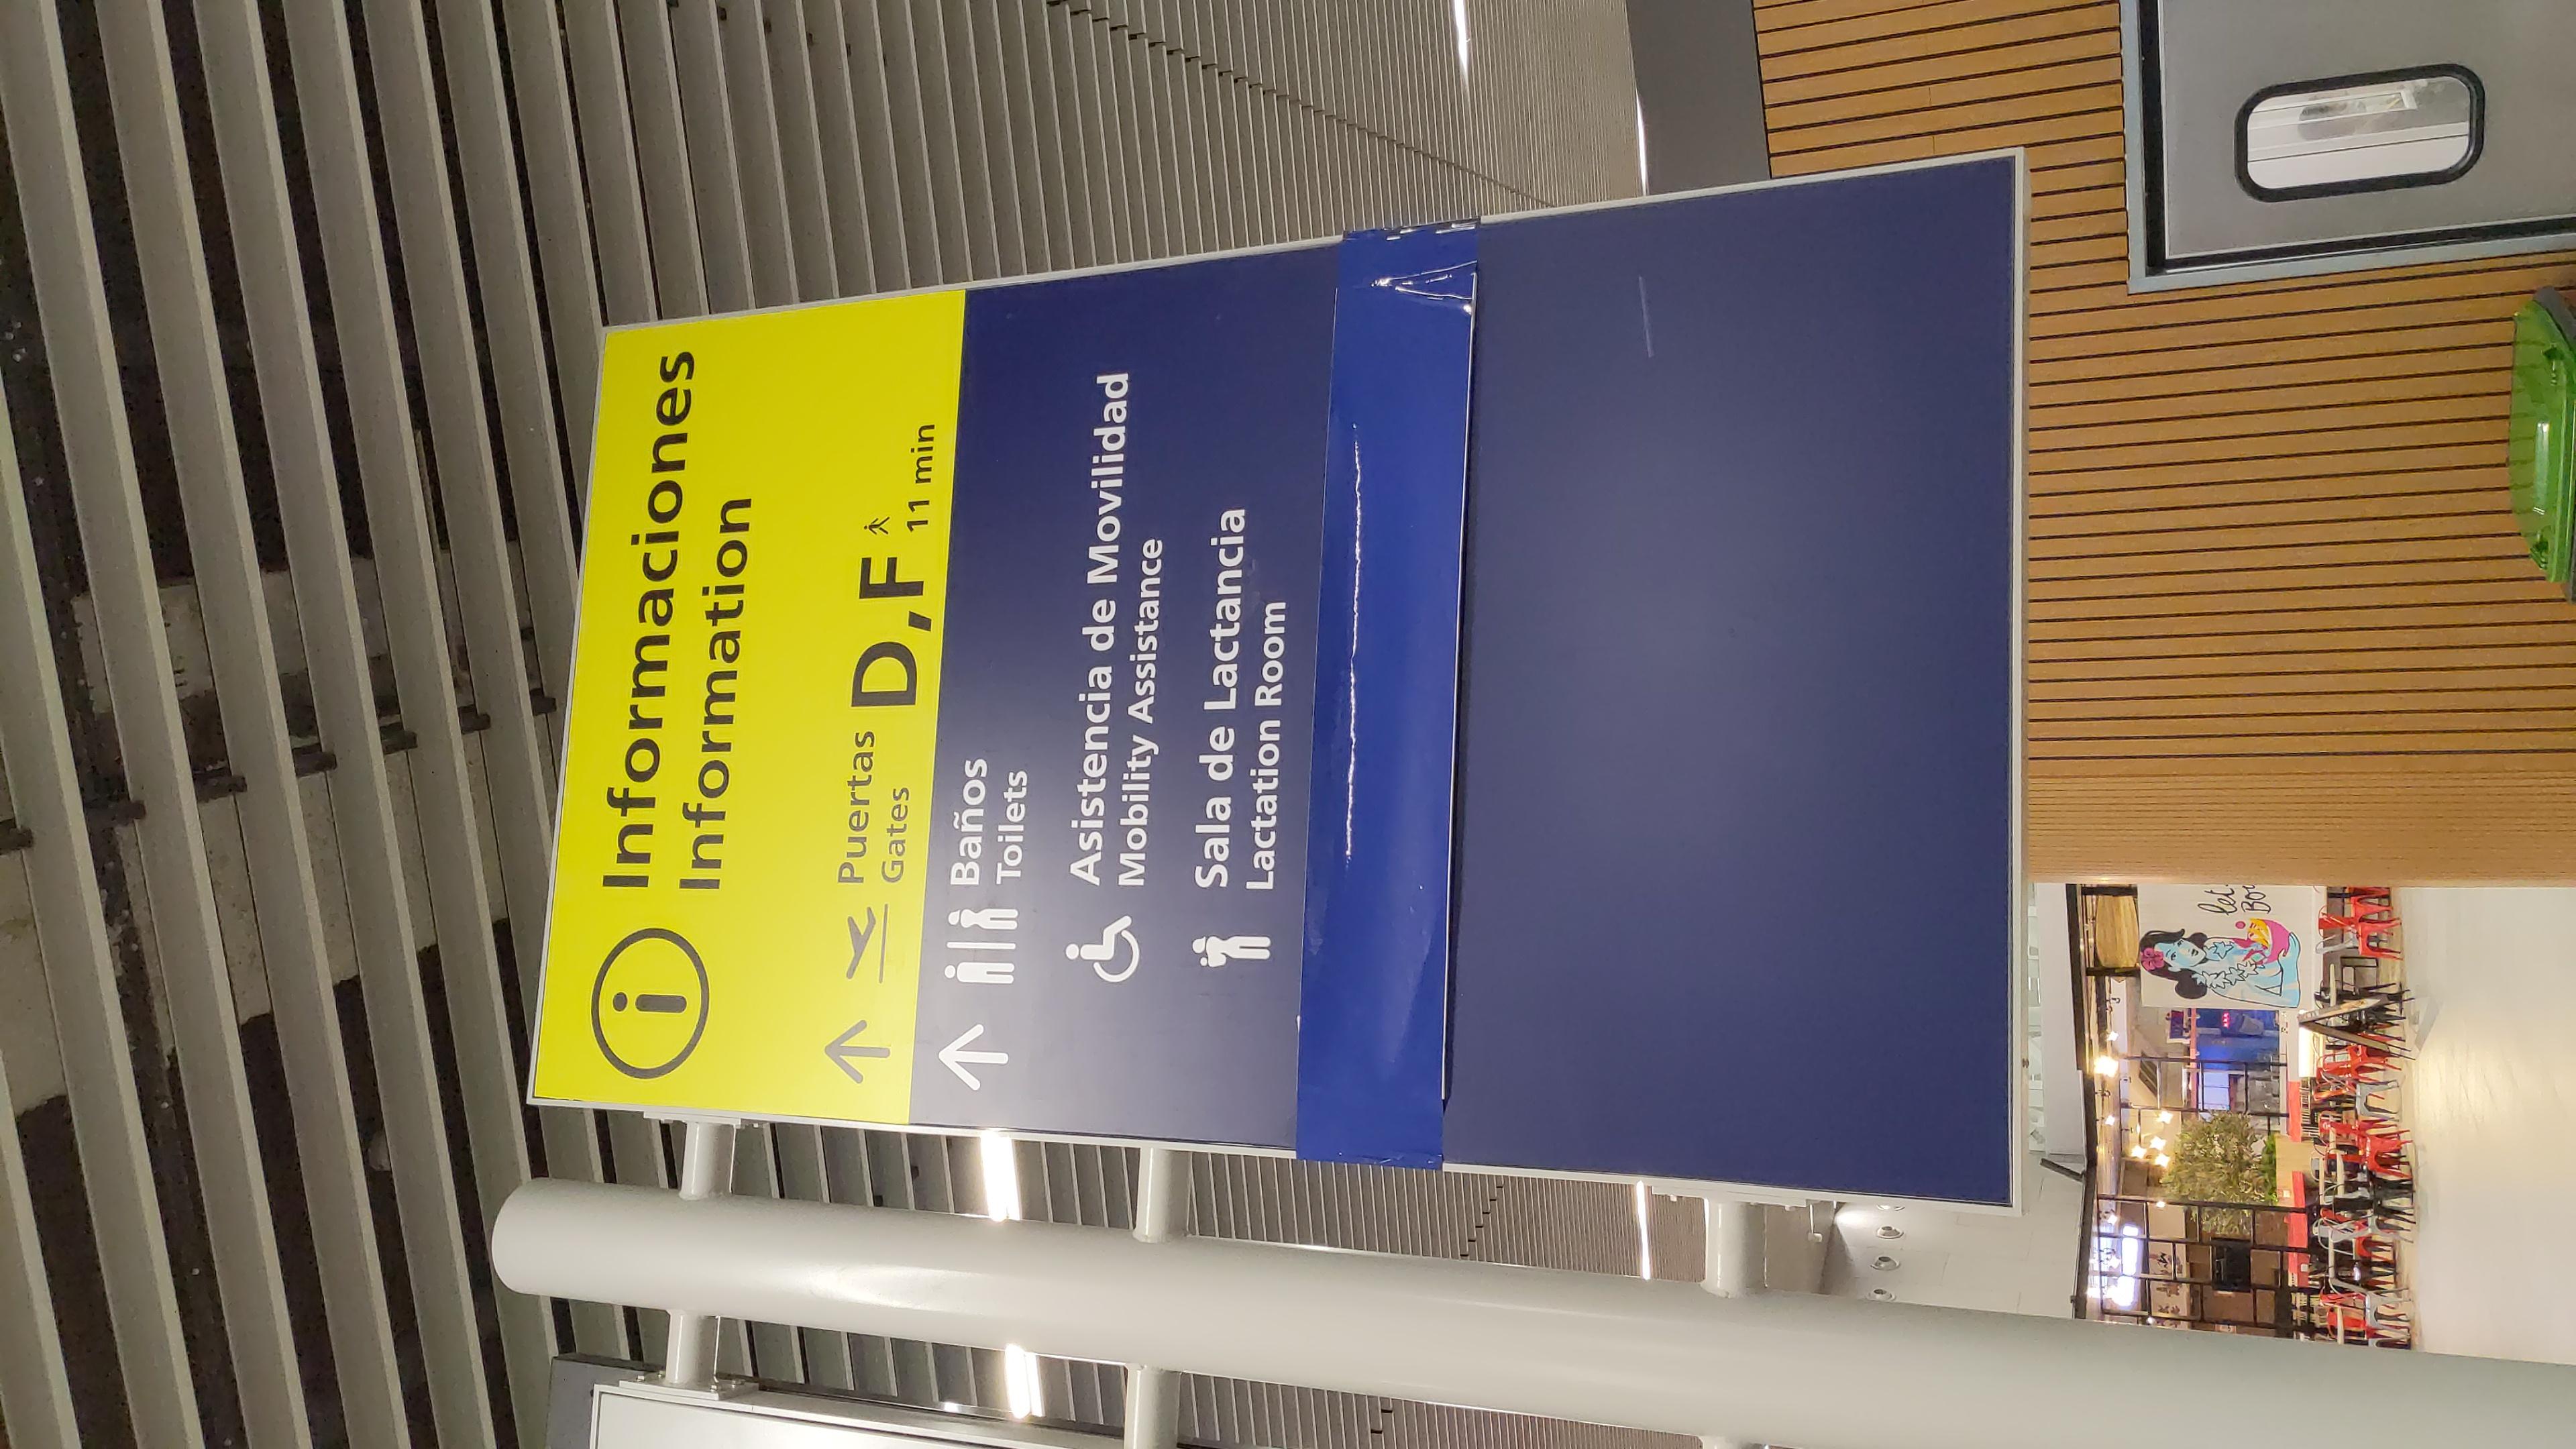 i
Informaciones
Information
Puertas
Gates
D,F
11 min
Baños
Toilets
Asistencia de Movilidad
Mobility Assistance
Sala de Lactancia
Lactation Room